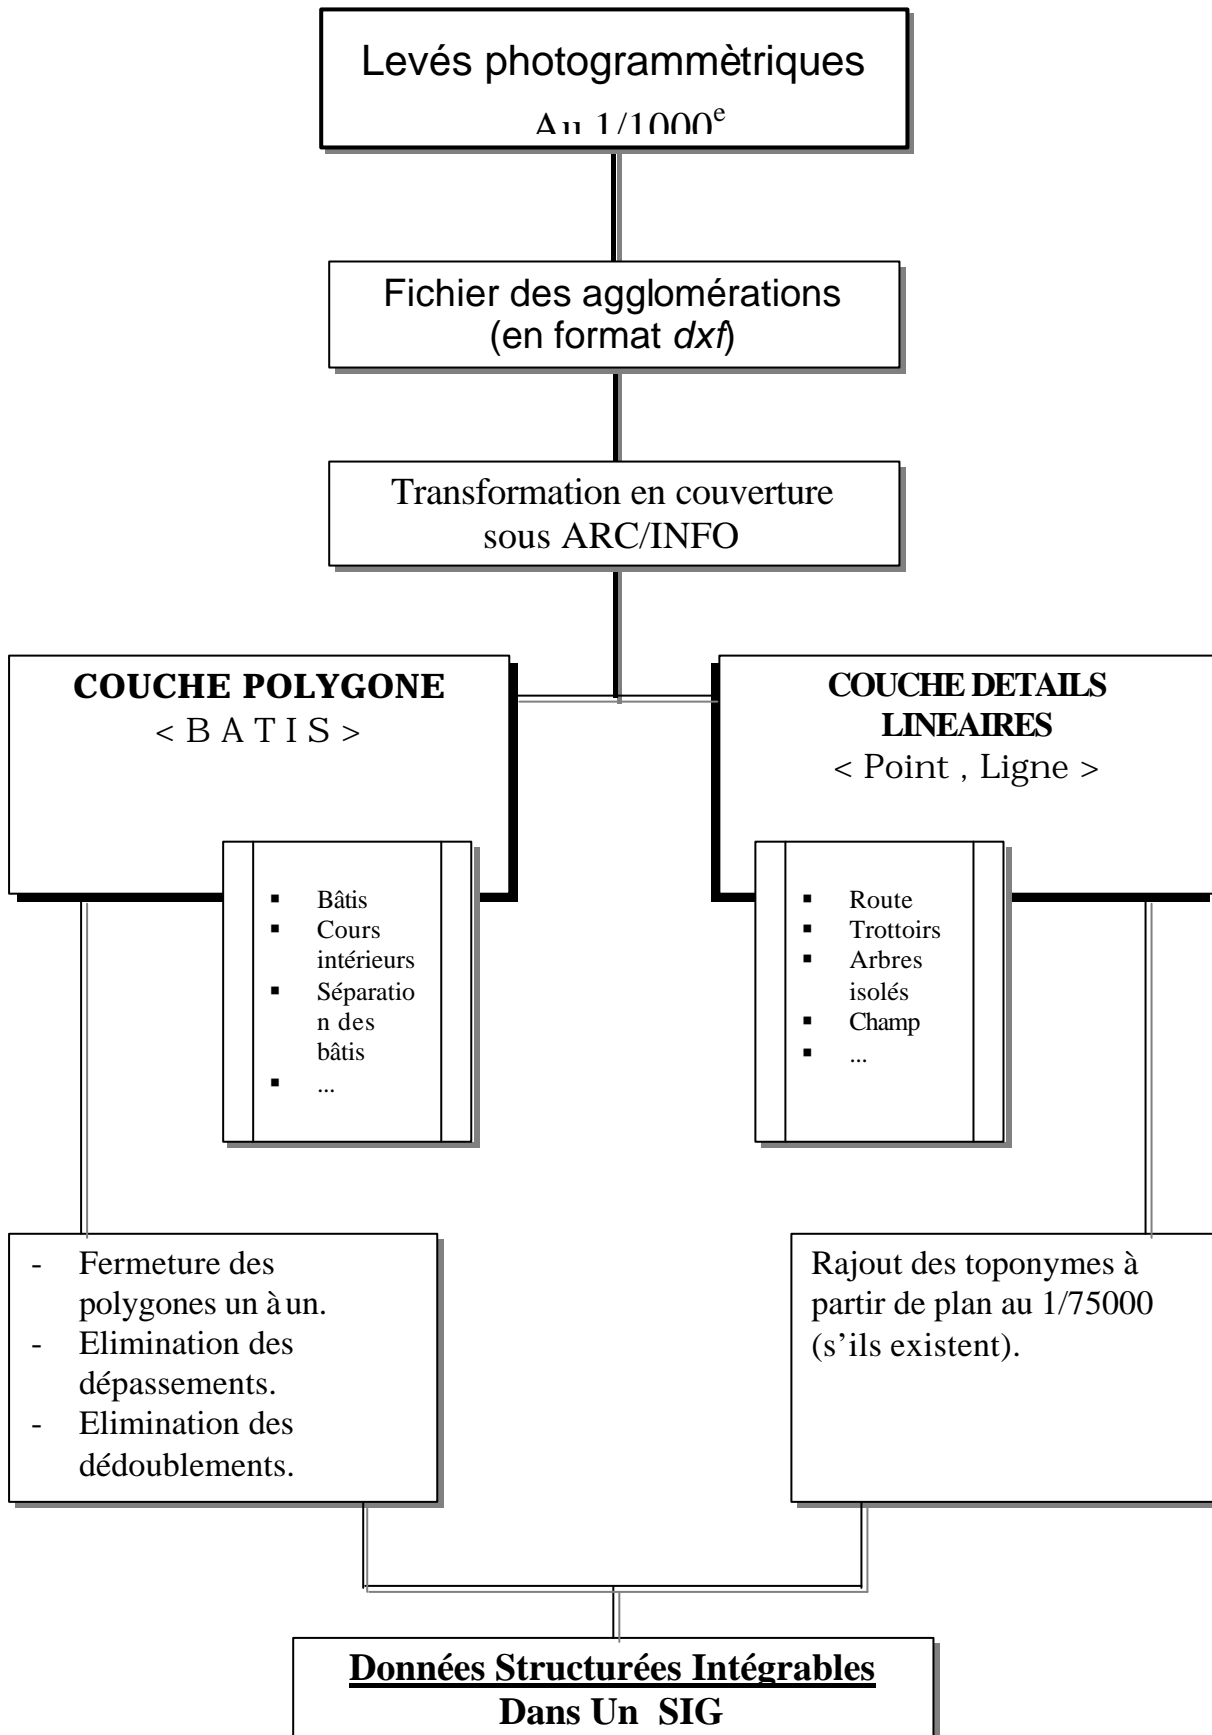 Levés photogrammètriques
Au 1/1000e
Fichier des agglomérations
(en format dxf)
Transformation en couverture
sous ARC/INFO
COUCHE POLYGONE
< B A T I S >
COUCHE DETAILS
LINEAIRES
< Point , Ligne >
▪ Bâtis
▪ Cours
intérieurs
▪ Séparatio
n des
bâtis
▪ ...
▪ Route
▪ Trottoirs
▪ Arbres
isolés
▪ Champ
▪ ...
- Fermeture des
polygones un à un.
- Elimination des
dépassements.
- Elimination des
dédoublements.
Rajout des toponymes à
partir de plan au 1/75000
(s’ils existent).
Données Structurées Intégrables
Dans Un SIG